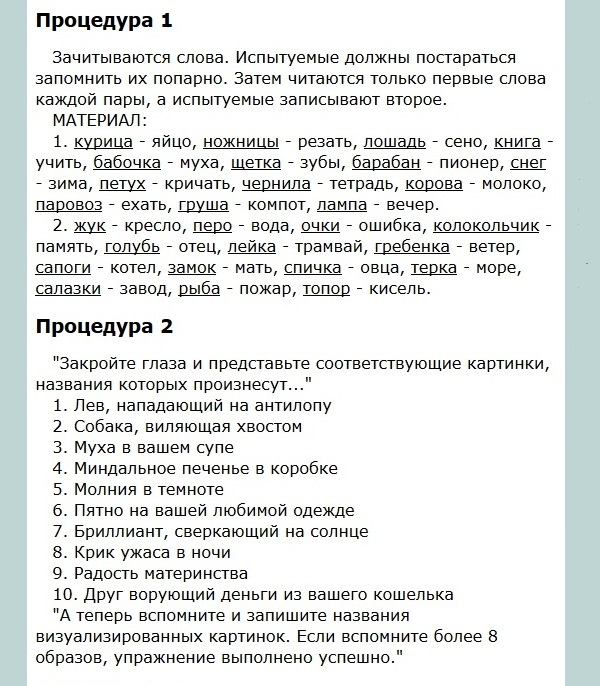 Процедура 1
Зачитываются слова. Испытуемые должны постараться
запомнить их попарно. Затем читаются только первые слова
каждой пары, а испытуемые записывают второе.
МАТЕРИАЛ:
1. курица - яйцо, ножницы - резать, лошадь - сено, книга -
учить, бабочка - муха, щетка - зубы, барабан - пионер, снег
- зима, петух - кричать, чернила - тетрадь, корова - молоко,
паровоз - ехать, груша - компот, лампа - вечер.
2. жук - кресло, перо - вода, очки - ошибка, колокольчик -
память, голубь - отец, лейка - трамвай, гребенка - ветер,
сапоги - котел, замок - мать, спичка - овца, терка - море,
салазки - завод, рыба - пожар, топор - кисель.
Процедура 2
"Закройте глаза и представьте соответствующие картинки,
названия которых произнесут..."
1. Лев, нападающий на антилопу
2. Собака, виляющая хвостом
3. Муха в вашем супе
4. Миндальное печенье в коробке
5. Молния в темноте
6. Пятно на вашей любимой одежде
7. Бриллиант, сверкающий на солнце
8. Крик ужаса в ночи
9. Радость материнства
10. Друг ворующий деньги из вашего кошелька
"А теперь вспомните и запишите названия
визуализированных картинок. Если вспомните более 8
образов, упражнение выполнено успешно."